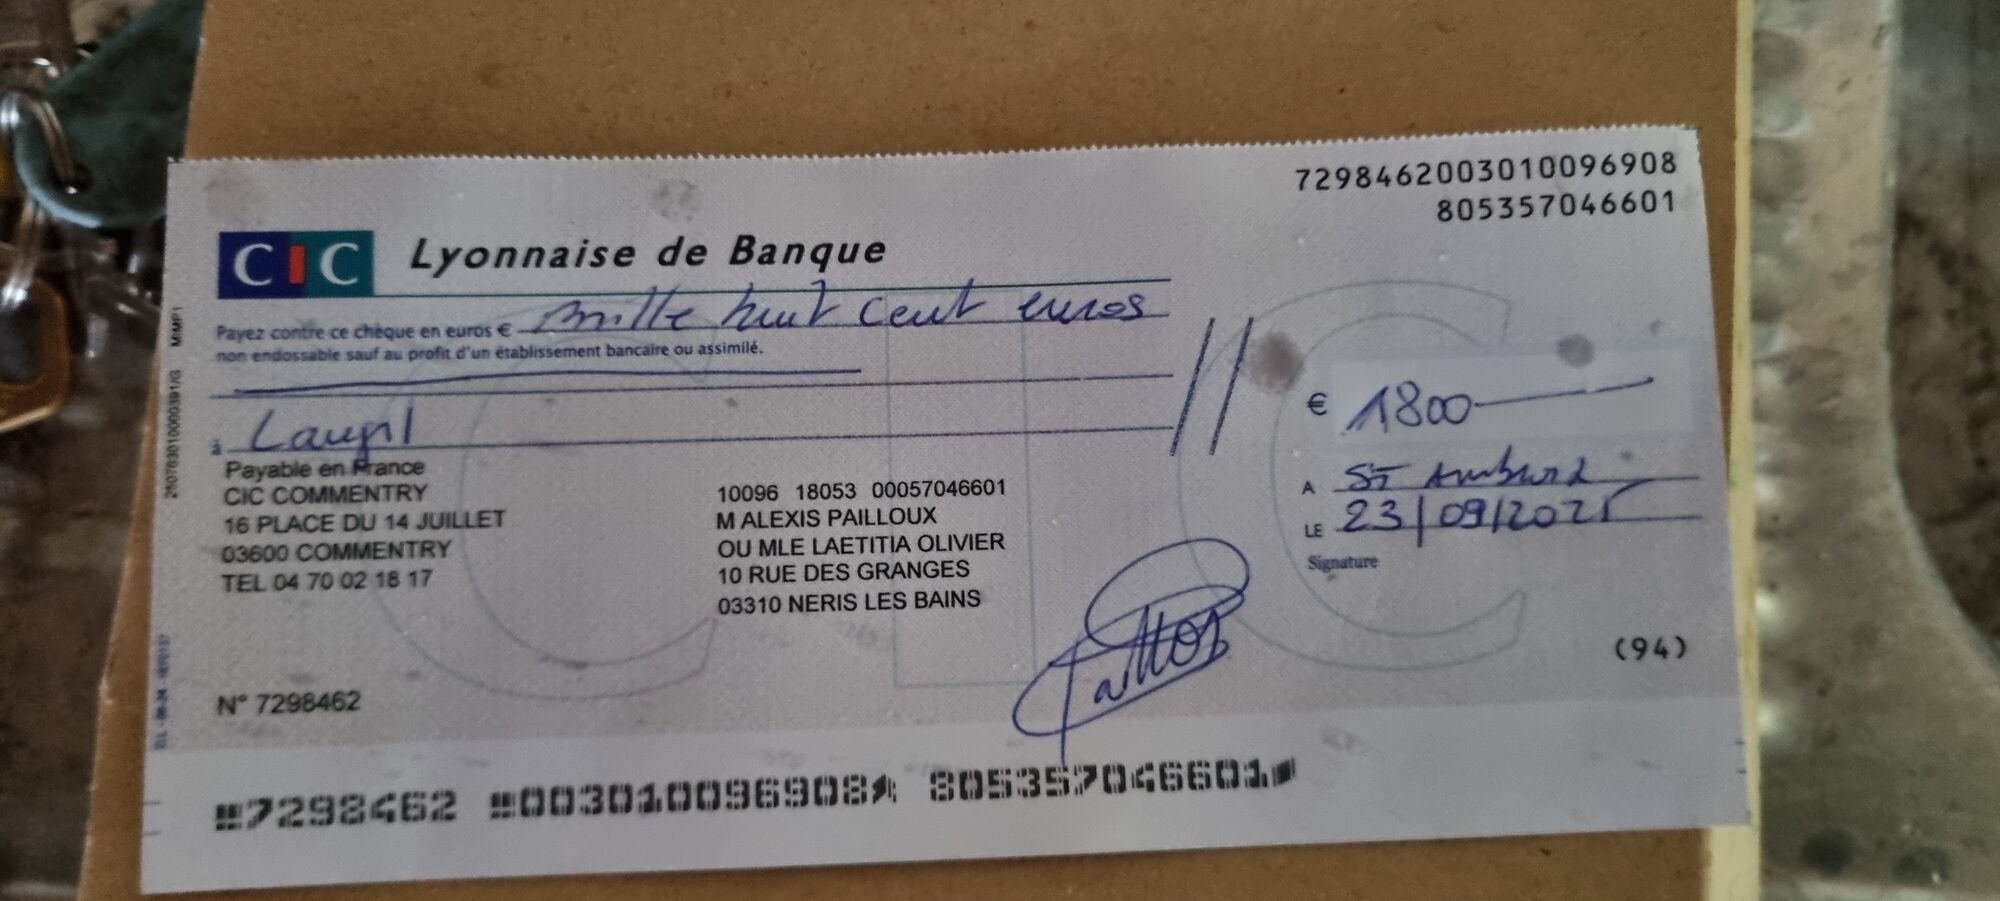 7298462003010096908
805357046601
CIC Lyonnaise de Banque
Payez contre ce chèque en euros € mille huit cent euros
non endossable sauf au profit d'un établissement bancaire ou assimilé.
€ 1800
à
Payable en France
CIC COMMENTRY
16 PLACE DU 14 JUILLET
03600 COMMENTRY
TEL 04 70 02 18 17
10096 18053 00057046601
M ALEXIS PAILLOUX
OU MLE LAETITIA OLIVIER
10 RUE DES GRANGES
03310 NERIS LES BAINS
A ST
LE 23/09/2025
Signature
(94)
N° 7298462
7298462 003010096908 805357046601